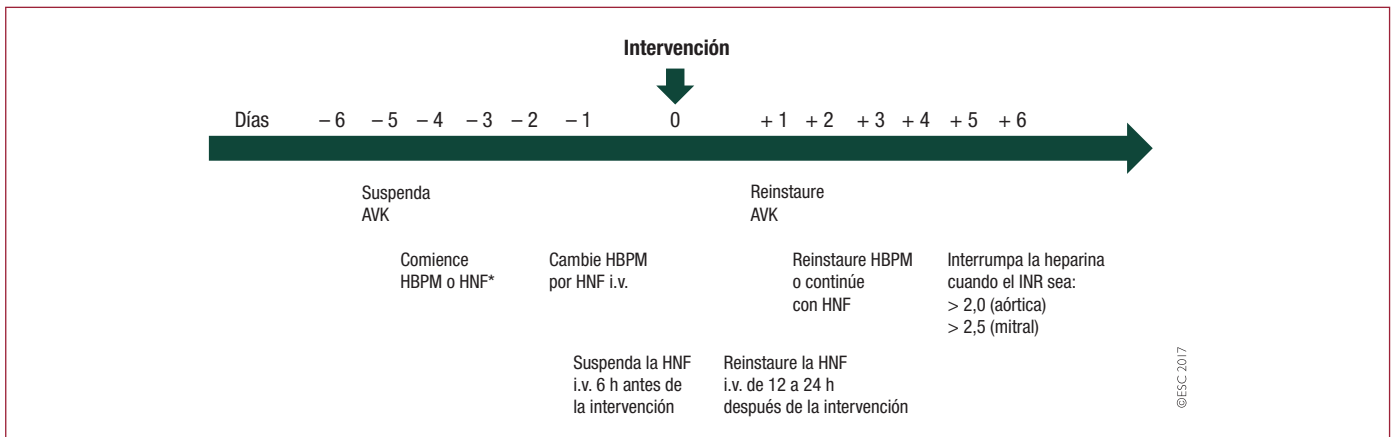 Intervención
Días – 6 – 5 – 4 – 3 – 2 – 1 0 + 1 + 2 + 3 + 4 + 5 + 6
Suspenda
AVK
Reinstaure
AVK
Comience
HBPM o HNF*
Cambie HBPM
por HNF i.v.
Reinstaure HBPM
o continúe
con HNF
Interrumpa la heparina
cuando el INR sea:
> 2,0 (aórtica)
> 2,5 (mitral)
Suspenda la HNF
i.v. 6 h antes de
la intervención
Reinstaure la HNF
i.v. de 12 a 24 h
después de la intervención
©ESC 2017